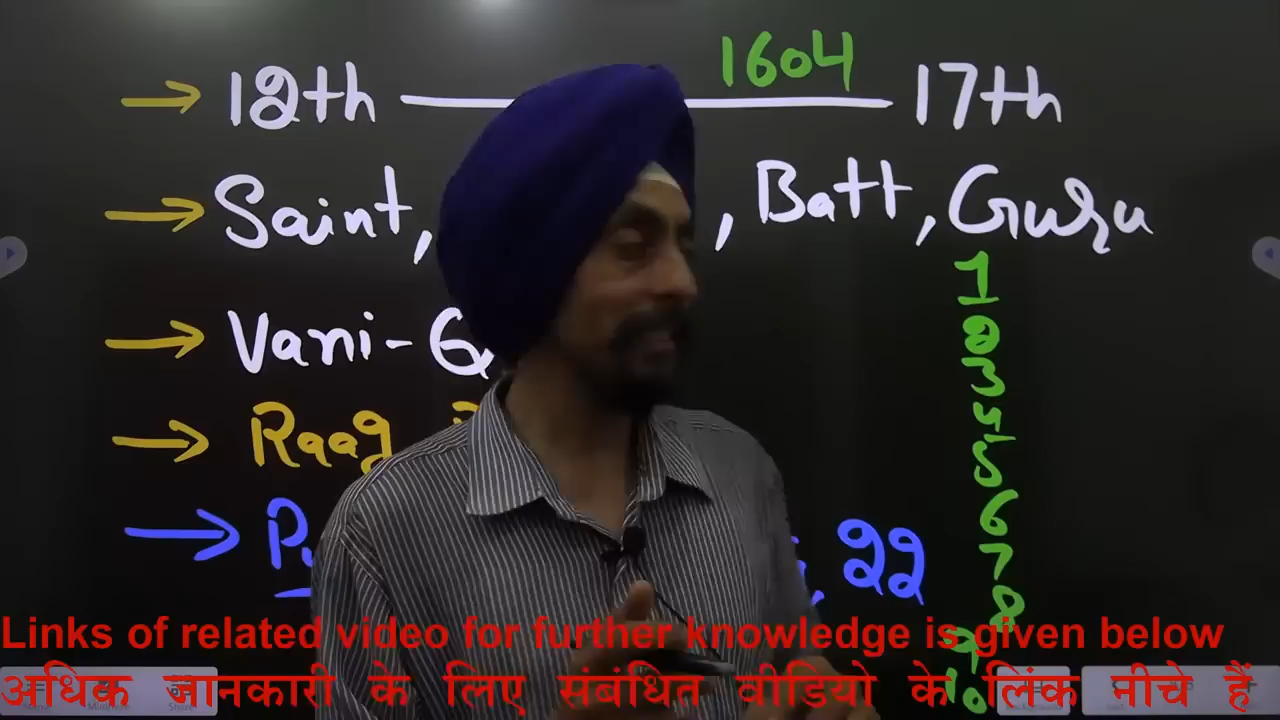 1604
→ 12th 17th
→ Saint, , Batt, Guru
→ Vani-
→ Raag
→ 22
1
2
3
5
6
7
8
9
10
Links of related video for further knowledge is given below
अधिक जानकारी के लिए संबंधित वीडियो के लिंक नीचे हैं